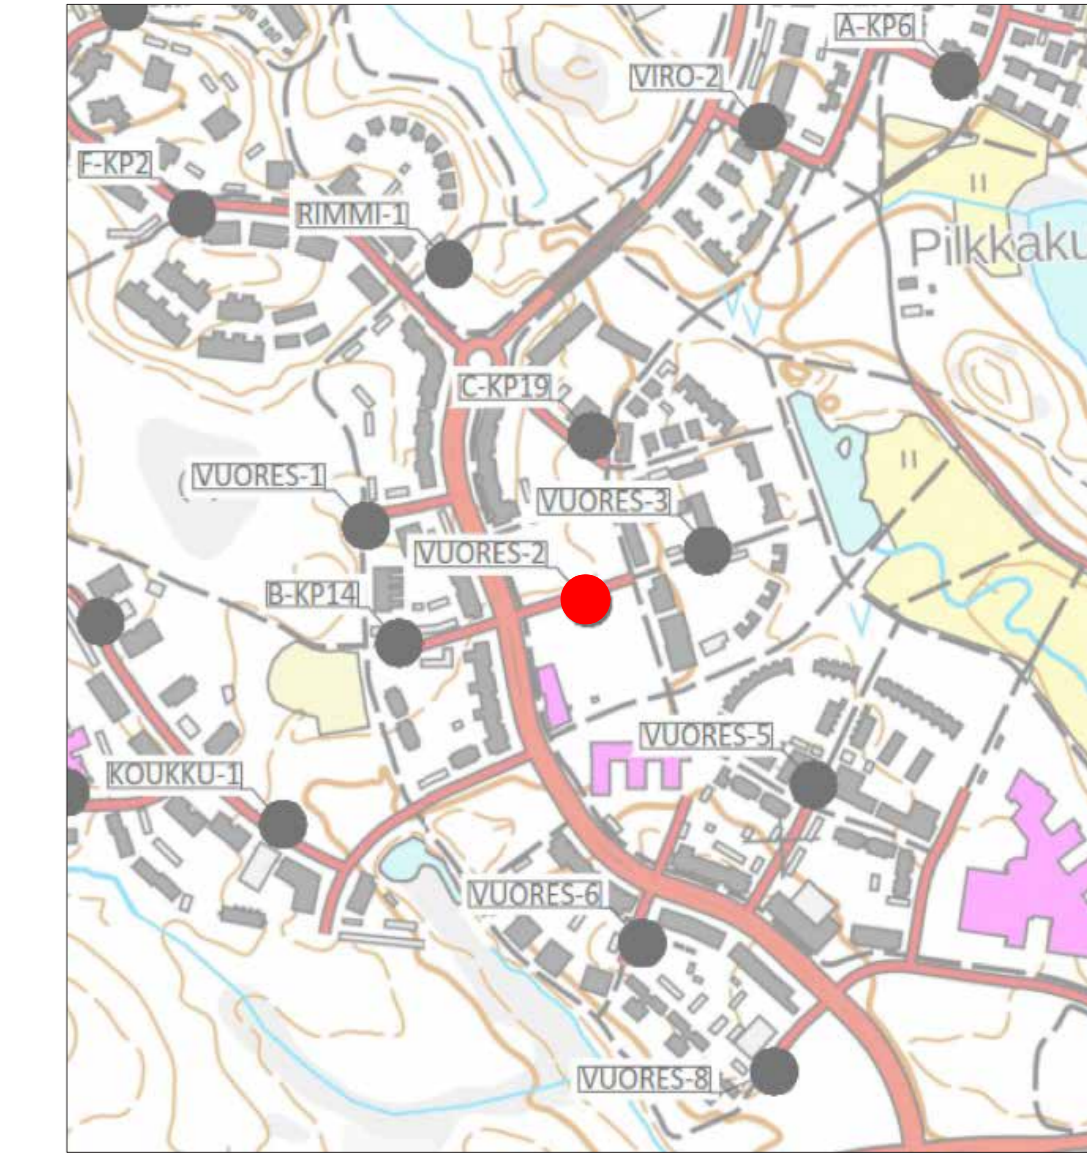 A-KP6
VIRO-2
F-KP2
RIMMI-1
Pilkkaku
C-KP19
VUORES-1
VUORES-3
VUORES-2
B-KP14
VUORES-5
KOUKKU-1
VUORES-6
VUORES-8